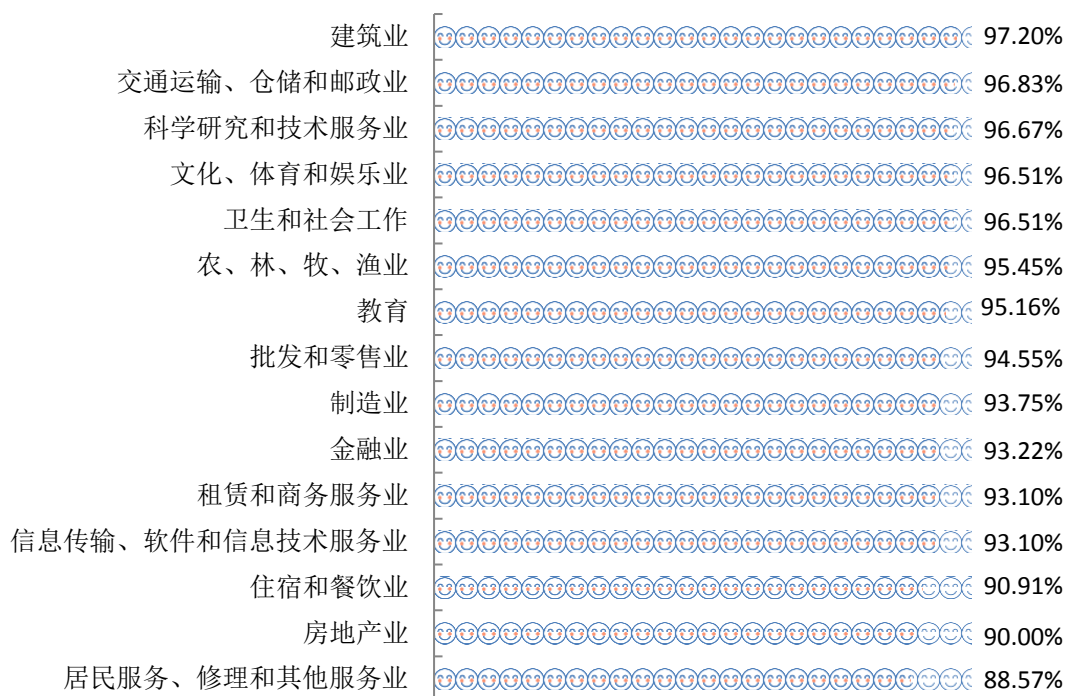 建筑业 97.20%
交通运输、仓储和邮政业 96.83%
科学研究和技术服务业 96.67%
文化、体育和娱乐业 96.51%
卫生和社会工作 96.51%
农、林、牧、渔业 95.45%
教育 95.16%
批发和零售业 94.55%
制造业 93.75%
金融业 93.22%
租赁和商务服务业 93.10%
信息传输、软件和信息技术服务业 93.10%
住宿和餐饮业 90.91%
房地产业 90.00%
居民服务、修理和其他服务业 88.57%